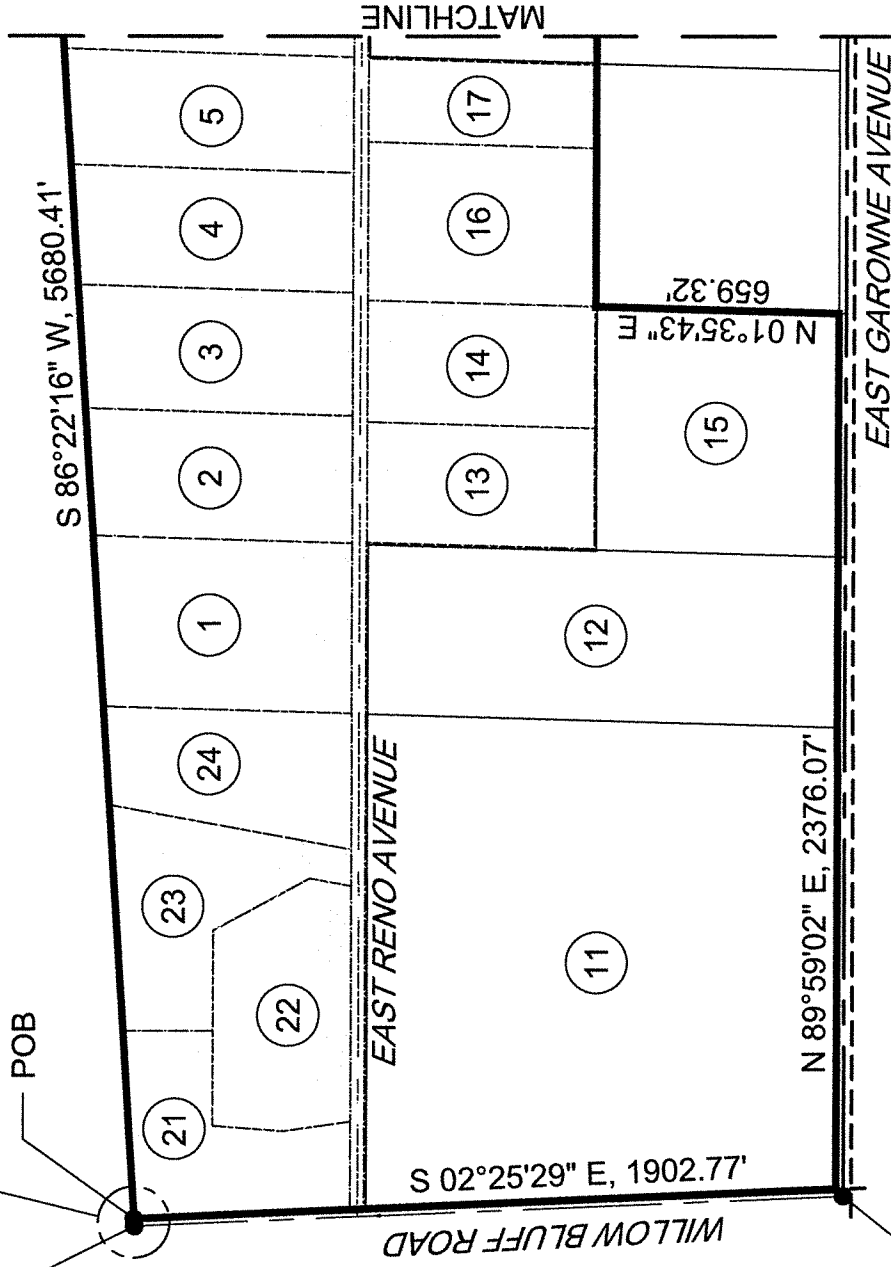 MATCHLINE
S 86°22'16" W, 5680.41'
POB
5
4
3
2
1
24
23
22
21
17
16
14
13
15
12
11
659.32'
N 01°35'43" E
EAST RENO AVENUE
N 89°59'02" E, 2376.07'
S 02°25'29" E, 1902.77'
WILLOW BLUFF ROAD
EAST GARONNE AVENUE